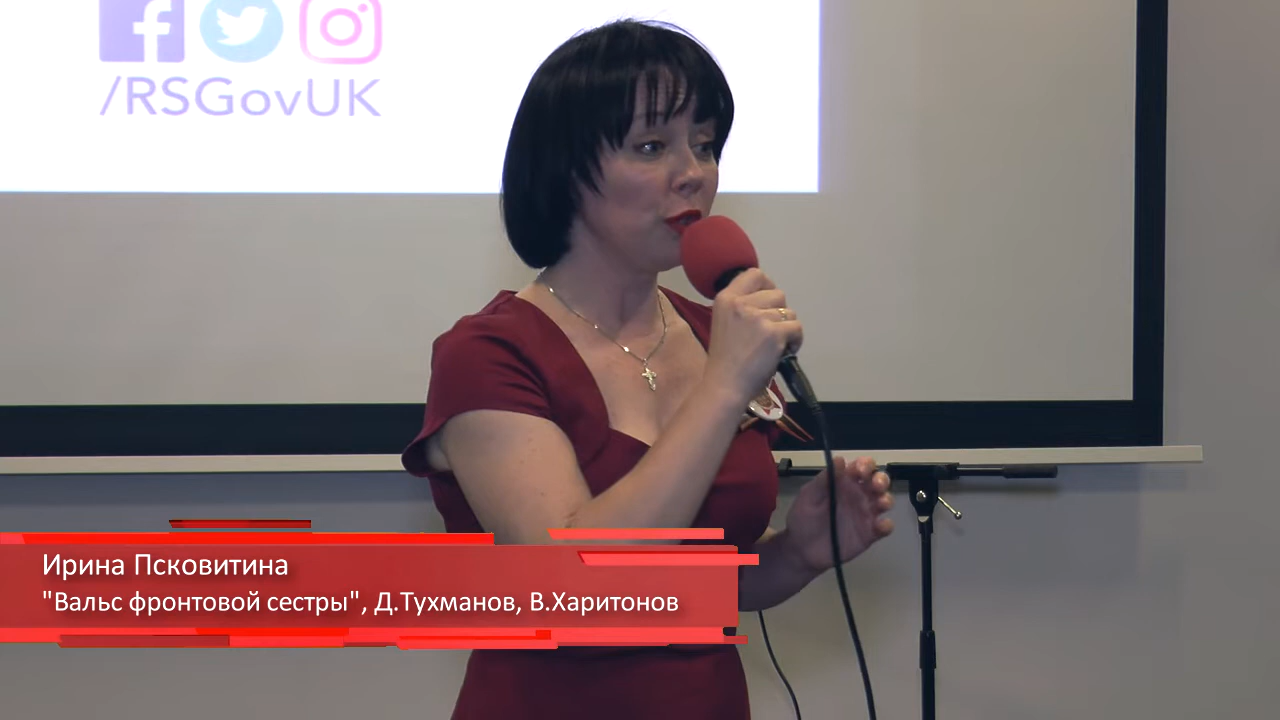 /RSGovUK
Ирина Псковитина
"Вальс фронтовой сестры", Д.Тухманов, В.Харитонов